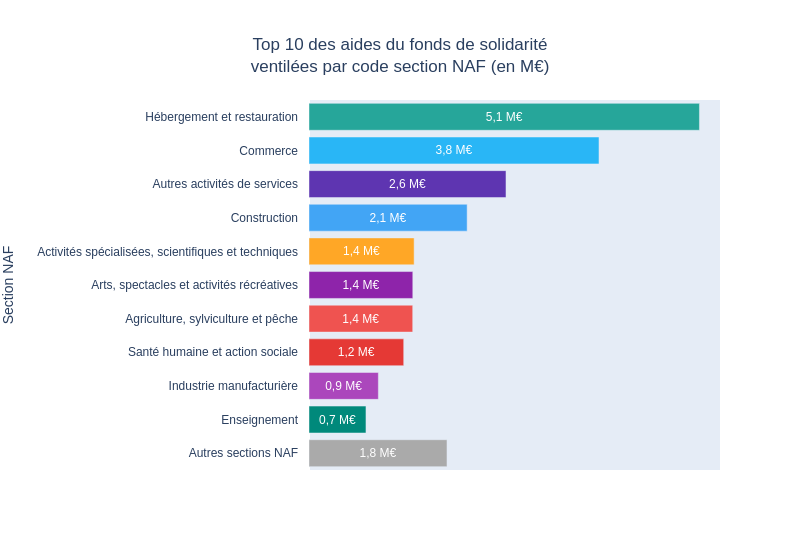 Top 10 des aides du fonds de solidarité
ventilées par code section NAF (en M€)
Section NAF
Hébergement et restauration 5,1 M€
Commerce 3,8 M€
Autres activités de services 2,6 M€
Construction 2,1 M€
Activités spécialisées, scientifiques et techniques 1,4 M€
Arts, spectacles et activités récréatives 1,4 M€
Agriculture, sylviculture et pêche 1,4 M€
Santé humaine et action sociale 1,2 M€
Industrie manufacturière 0,9 M€
Enseignement 0,7 M€
Autres sections NAF 1,8 M€